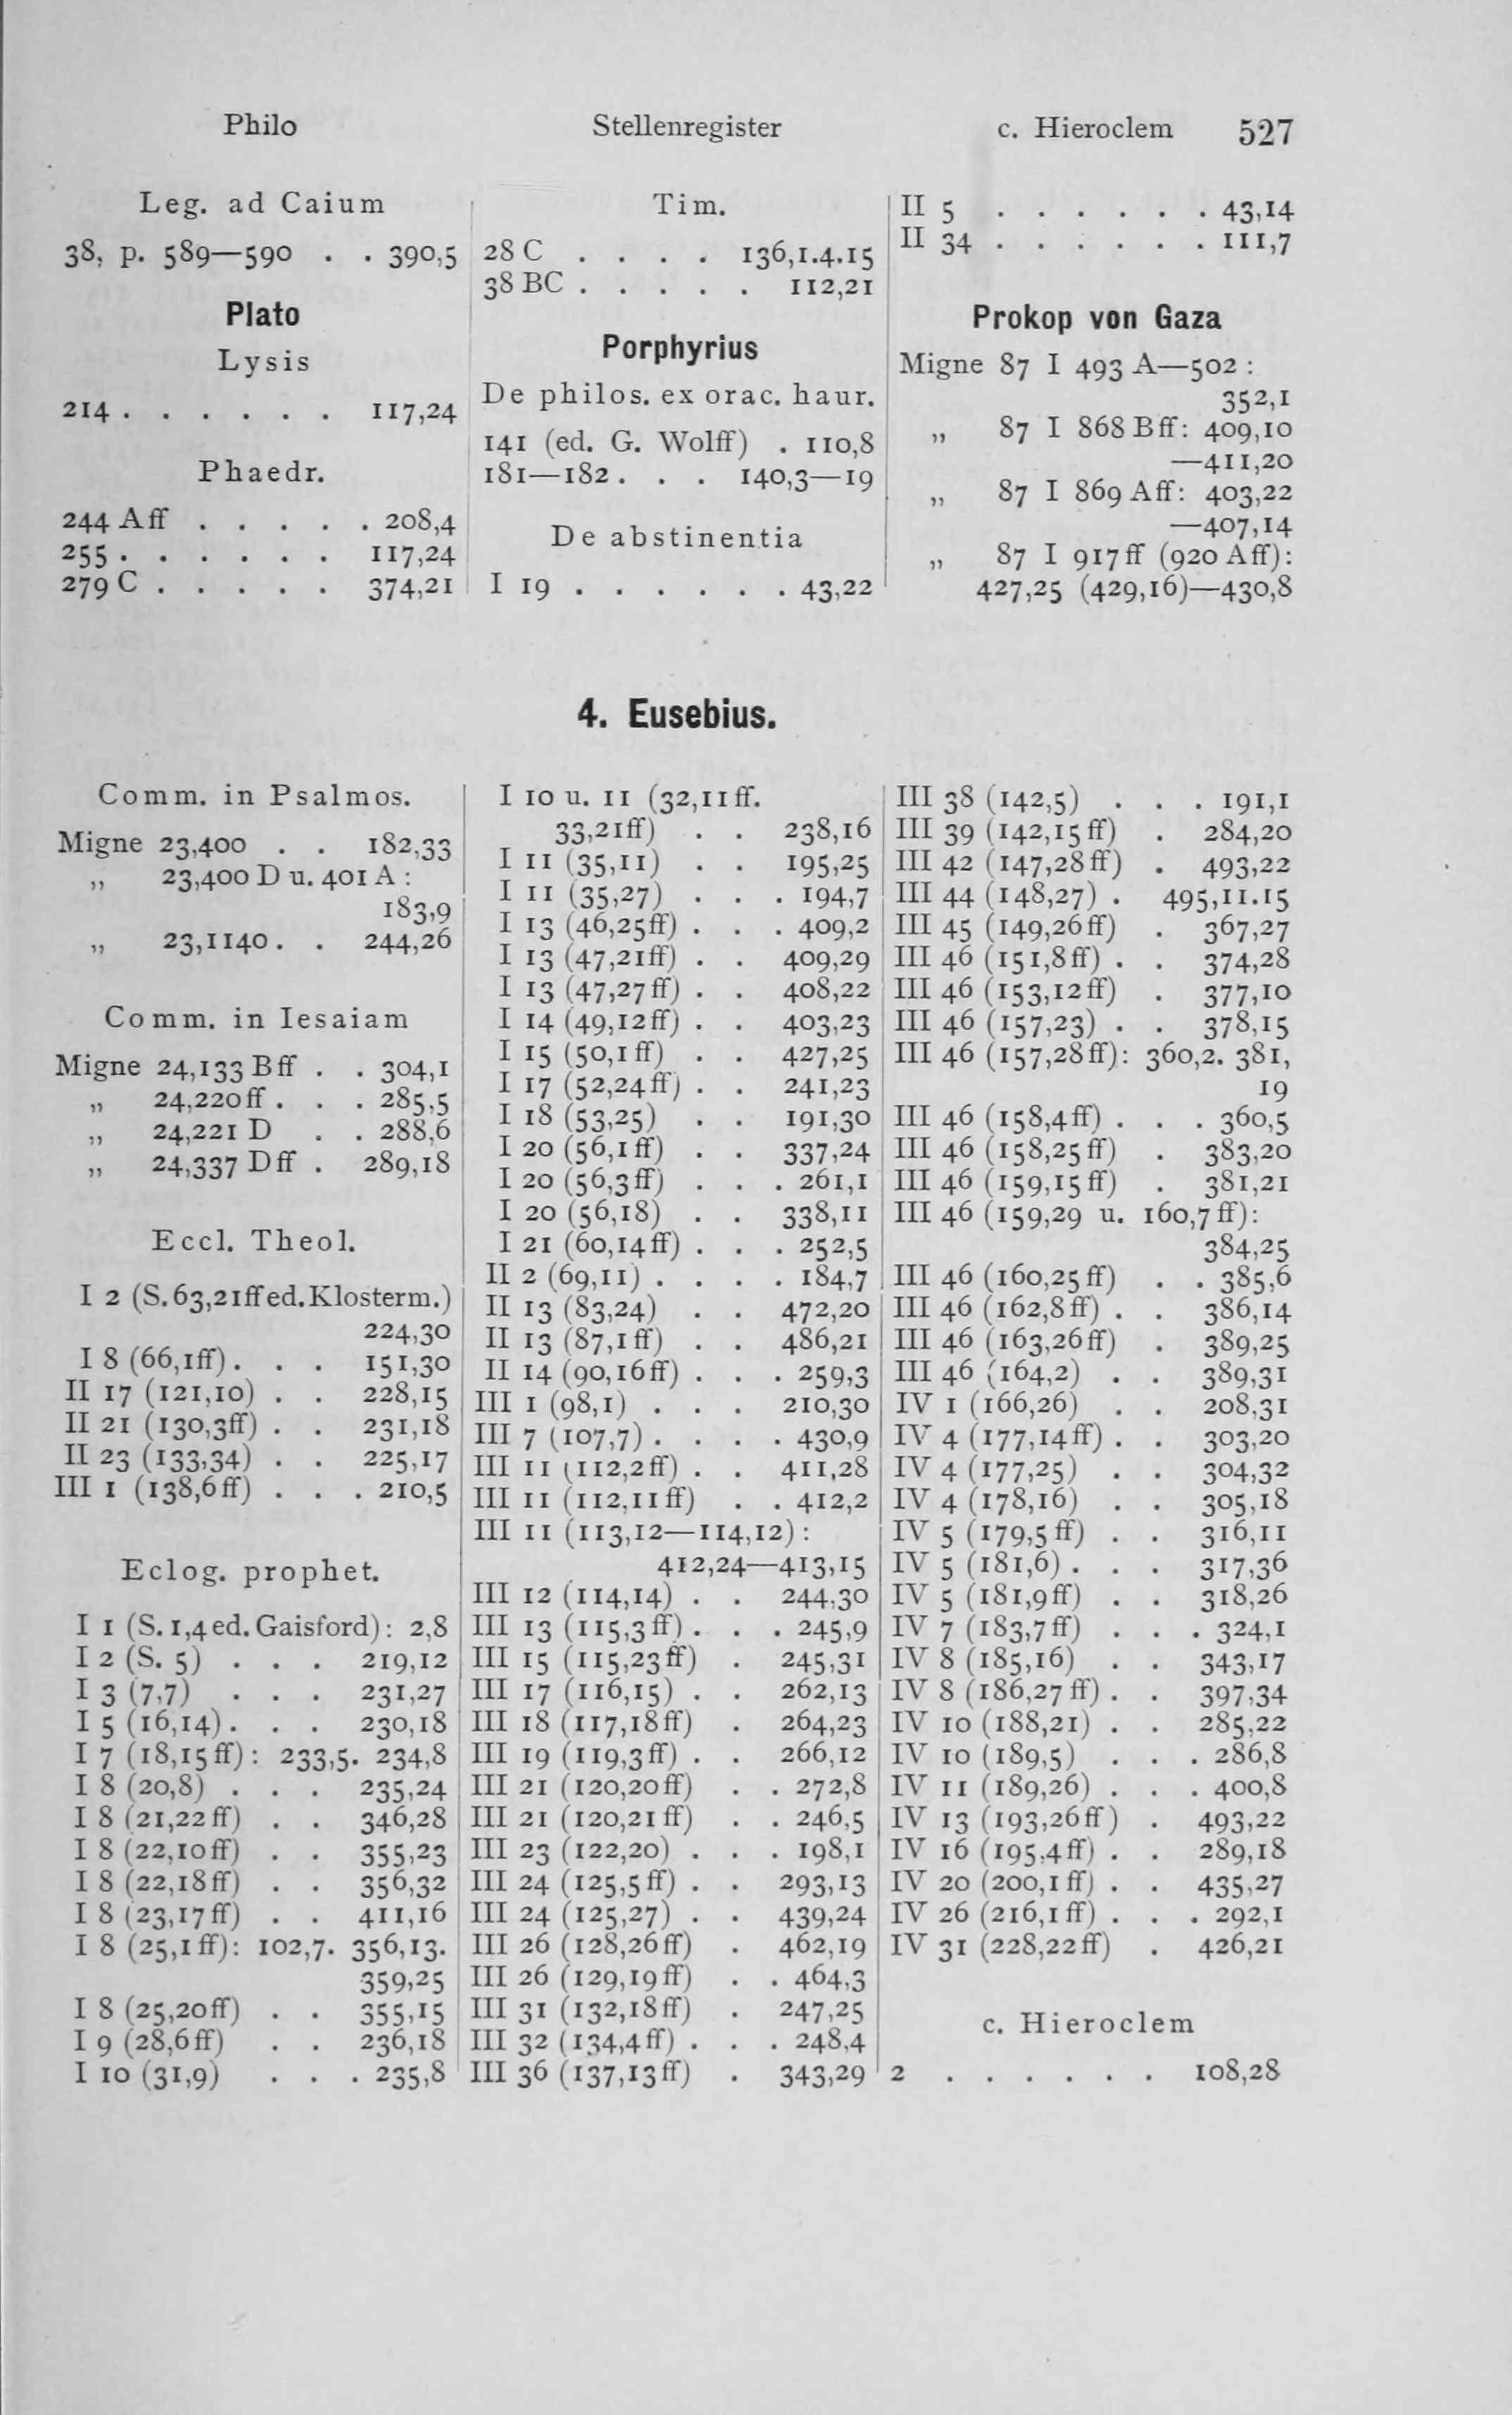 Philo Stellenregister c. Hieroclem 527
Leg. ad Caium
38, p. 589—590 . . 390,5
Plato
Lysis
214 . . . . . . 117,24
Phaedr.
244 Aff . . . . . 208,4
255 . . . . . . 117,24
279 C . . . . . 374,21
Tim.
28 C . . . . 136,1.4.15
38 BC . . . . . 112,21
Porphyrius
De philos. ex orac. haur.
141 (ed. G. Wolff) . 110,8
181—182 . . . 140,3—19
De abstinentia
I 19 . . . . . . 43,22
II 5 . . . . . . 43,14
II 34 . . . . . . 111,7
Prokop von Gaza
Migne 87 I 493 A—502 :
352,1
„ 87 I 868 Bff: 409,10
—411,20
„ 87 I 869 Aff: 403,22
—407,14
„ 87 I 917ff (920 Aff):
427,25 (429,16)—430,8
4. Eusebius.
Comm. in Psalmos.
Migne 23,400 . . 182,33
„ 23,400 D u. 401 A :
183,9
„ 23,1140 . . 244,26
Comm. in Iesaiam
Migne 24,133 Bff . . 304,1
„ 24,220ff . . . 285,5
„ 24,221 D . . 288,6
„ 24,337 Dff . 289,18
Eccl. Theol.
I 2 (S. 63,21ff ed. Klosterm.)
224,30
I 8 (66,1ff) . . . 151,30
II 17 (121,10) . . 228,15
II 21 (130,3ff) . . 231,18
II 23 (133,34) . . 225,17
III 1 (138,6ff) . . . 210,5
Eclog. prophet.
I 1 (S. 1,4 ed. Gaisford): 2,8
I 2 (S. 5) . . . 219,12
I 3 (7,7) . . . 231,27
I 5 (16,14) . . . 230,18
I 7 (18,15ff): 233,5. 234,8
I 8 (20,8) . . . 235,24
I 8 (21,22ff) . . 346,28
I 8 (22,10ff) . . 355,23
I 8 (22,18ff) . . 356,32
I 8 (23,17ff) . . 411,16
I 8 (25,1ff): 102,7. 356,13.
359,25
I 8 (25,20ff) . . 355,15
I 9 (28,6ff) . . 236,18
I 10 (31,9) . . . 235,8
I 10 u. 11 (32,11ff.
33,21ff) . . 238,16
I 11 (35,11) . . 195,25
I 11 (35,27) . . . 194,7
I 13 (46,25ff) . . . 409,2
I 13 (47,21ff) . . 409,29
I 13 (47,27ff) . . 408,22
I 14 (49,12ff) . . 403,23
I 15 (50,1ff) . . 427,25
I 17 (52,24ff) . . 241,23
I 18 (53,25) . . 191,30
I 20 (56,1ff) . . 337,24
I 20 (56,3ff) . . . 261,1
I 20 (56,18) . . 338,11
I 21 (60,14ff) . . . 252,5
II 2 (69,11) . . . . 184,7
II 13 (83,24) . . 472,20
II 13 (87,1ff) . . 486,21
II 14 (90,16ff) . . . 259,3
III 1 (98,1) . . . 210,30
III 7 (107,7) . . . . 430,9
III 11 (112,2ff) . . 411,28
III 11 (112,11ff) . . 412,2
III 11 (113,12—114,12) :
412,24—413,15
III 12 (114,14) . . 244,30
III 13 (115,3ff) . . . 245,9
III 15 (115,23ff) . 245,31
III 17 (116,15) . . 262,13
III 18 (117,18ff) . 264,23
III 19 (119,3ff) . . 266,12
III 21 (120,20ff) . . 272,8
III 21 (120,21ff) . . 246,5
III 23 (122,20) . . . 198,1
III 24 (125,5ff) . . 293,13
III 24 (125,27) . . 439,24
III 26 (128,26ff) . 462,19
III 26 (129,19ff) . . 464,3
III 31 (132,18ff) . 247,25
III 32 (134,4ff) . . . 248,4
III 36 (137,13ff) . 343,29
III 38 (142,5) . . . 191,1
III 39 (142,15ff) . 284,20
III 42 (147,28ff) . 493,22
III 44 (148,27) . 495,11.15
III 45 (149,26ff) . 367,27
III 46 (151,8ff) . . 374,28
III 46 (153,12ff) . 377,10
III 46 (157,23) . . 378,15
III 46 (157,28ff): 360,2. 381,
19
III 46 (158,4ff) . . . 360,5
III 46 (158,25ff) . 383,20
III 46 (159,15ff) . 381,21
III 46 (159,29 u. 160,7ff):
384,25
III 46 (160,25ff) . . 385,6
III 46 (162,8ff) . . 386,14
III 46 (163,26ff) . 389,25
III 46 (164,2) . . 389,31
IV 1 (166,26) . . 208,31
IV 4 (177,14ff) . . 303,20
IV 4 (177,25) . . 304,32
IV 4 (178,16) . . 305,18
IV 5 (179,5ff) . . 316,11
IV 5 (181,6) . . . 317,36
IV 5 (181,9ff) . . 318,26
IV 7 (183,7ff) . . . 324,1
IV 8 (185,16) . . 343,17
IV 8 (186,27ff) . . 397,34
IV 10 (188,21) . . 285,22
IV 10 (189,5) . . . 286,8
IV 11 (189,26) . . . 400,8
IV 13 (193,26ff) . 493,22
IV 16 (195,4ff) . . 289,18
IV 20 (200,1ff) . . 435,27
IV 26 (216,1ff) . . . 292,1
IV 31 (228,22ff) . 426,21
c. Hieroclem
2 . . . . . . 108,28